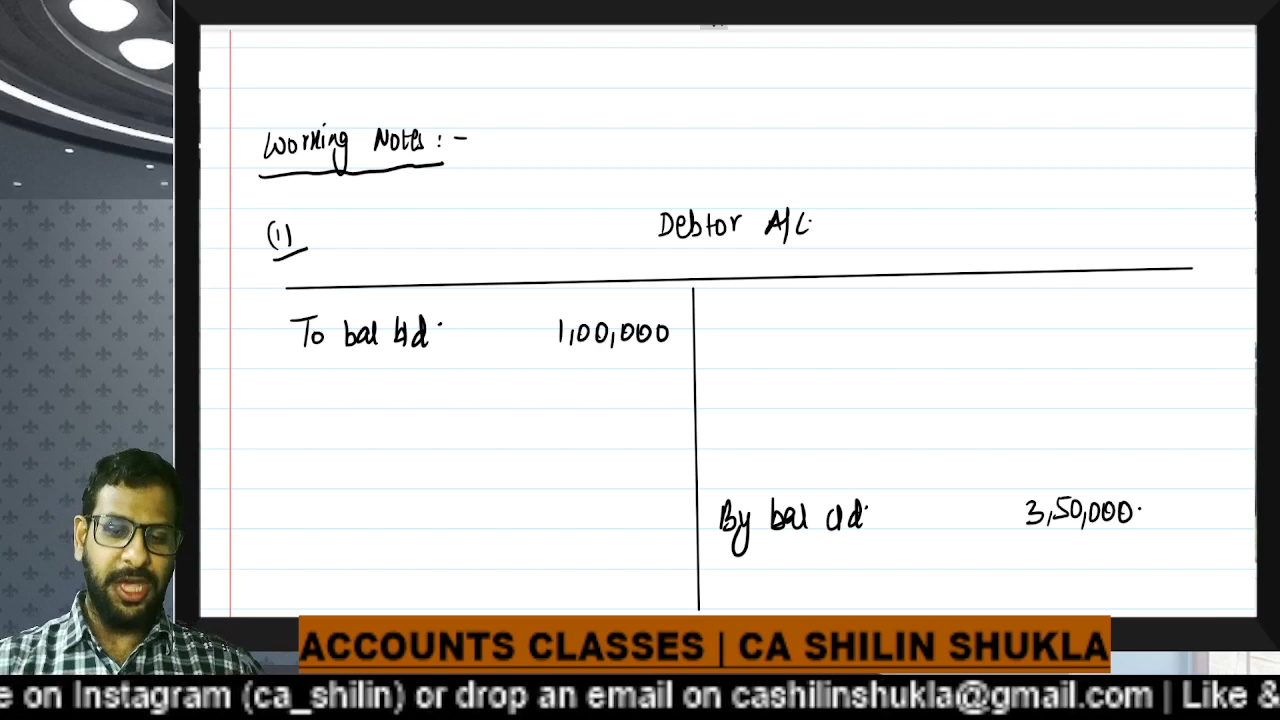 Working Notes:-
(1)
Debtor A/c
To bal b/d. 1,00,000
By bal c/d. 3,50,000.
ACCOUNTS CLASSES | CA SHILIN SHUKLA
e on Instagram (ca_shilin) or drop an email on cashilinshukla@gmail.com | Like &